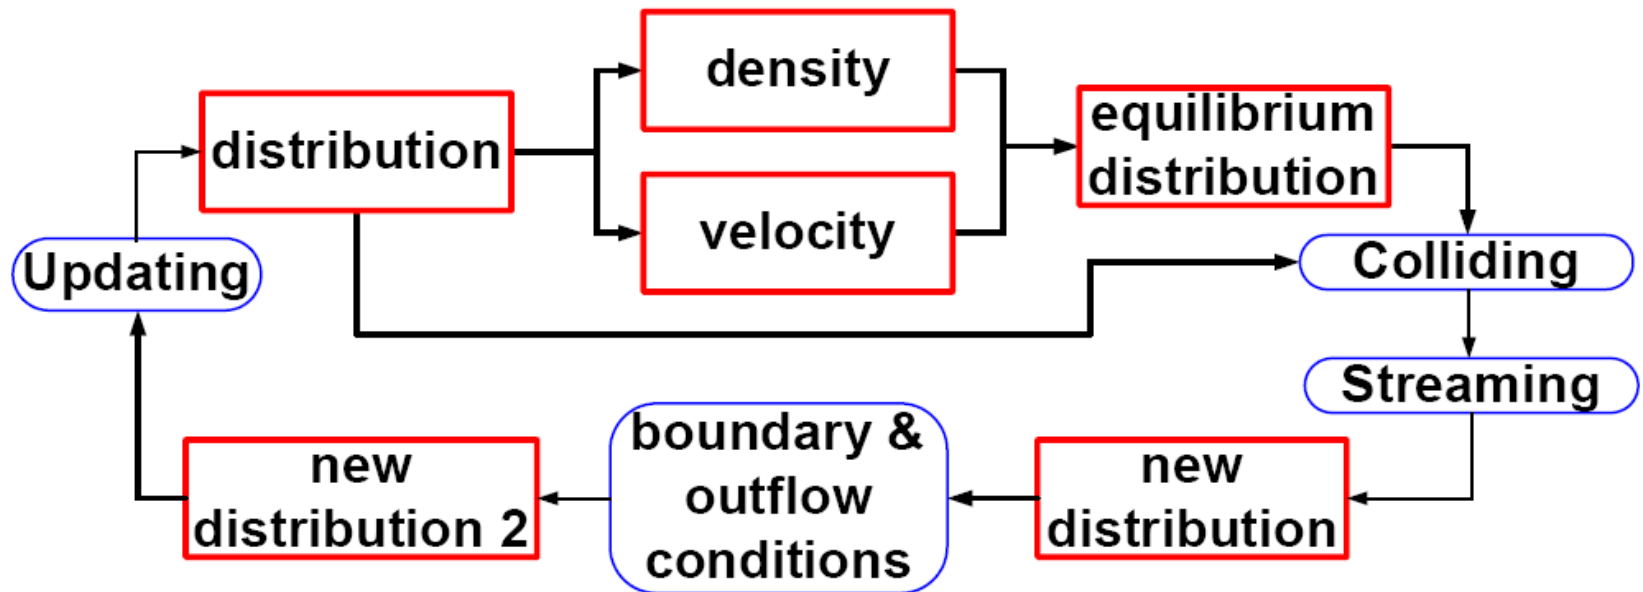 density
distribution
equilibrium
distribution
velocity
Updating
Colliding
Streaming
new
distribution 2
boundary &
outflow
conditions
new
distribution